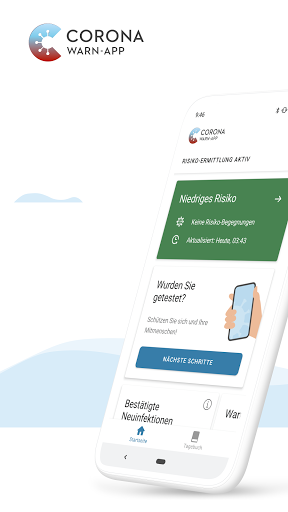 CORONA
WARN-APP
9:46
CORONA
WARN-APP
RISIKO-ERMITTLUNG AKTIV
Niedriges Risiko
Keine Risiko-Begegnungen
Aktualisiert: Heute, 03:43
Wurden Sie
getestet?
Schützen Sie sich und Ihre
Mitmenschen!
NÄCHSTE SCHRITTE
Bestätigte
Neuinfektionen
War
Startseite
Tagebuch